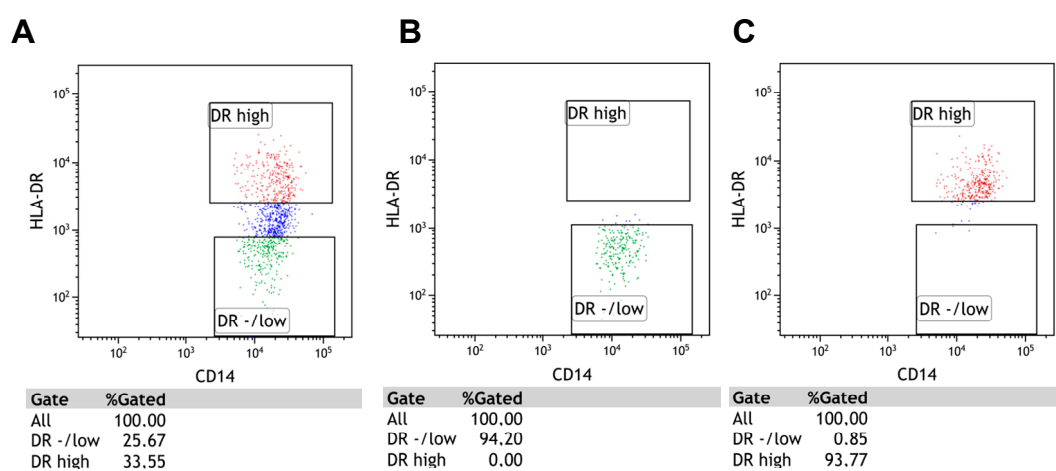 A
B
C
DR high
DR high
DR high
10⁵
10⁴
10³
10²
HLA-DR
10⁵
10⁴
10³
10²
HLA-DR
10⁵
10⁴
10³
10²
HLA-DR
DR -/low
DR -/low
DR -/low
10² 10³ 10⁴ 10⁵
10² 10³ 10⁴ 10⁵
10² 10³ 10⁴ 10⁵
CD14
CD14
CD14
Gate %Gated
All 100.00
DR -/low 25.67
DR high 33.55
Gate %Gated
All 100.00
DR -/low 94.20
DR high 0.00
Gate %Gated
All 100.00
DR -/low 0.85
DR high 93.77